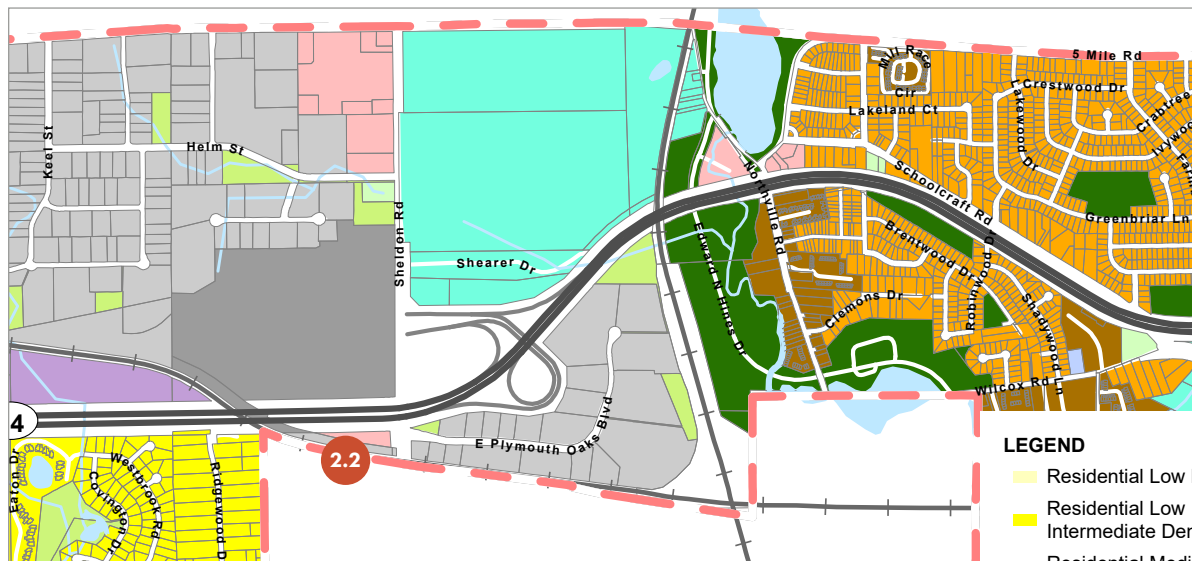 5 Mile Rd
Mill Race
Cir
Crestwood Dr
Lakeland Ct
Lakewood Dr
Crabtree
Ivywood
Farm
Keel St
Helm St
Northville Rd
Schoolcraft Rd
Greenbriar Ln
Sheldon Rd
Shearer Dr
Edward N Hines Dr
Brentwood Dr
Robinwood Dr
Clemons Dr
Shadywood Ln
Wilcox Rd
4
E Plymouth Oaks Blvd
2.2
Eaton Dr
Westbrook Rd
Covington Dr
Ridgewood D
LEGEND
Residential Low
Residential Low
Intermediate Den
Residential Medi